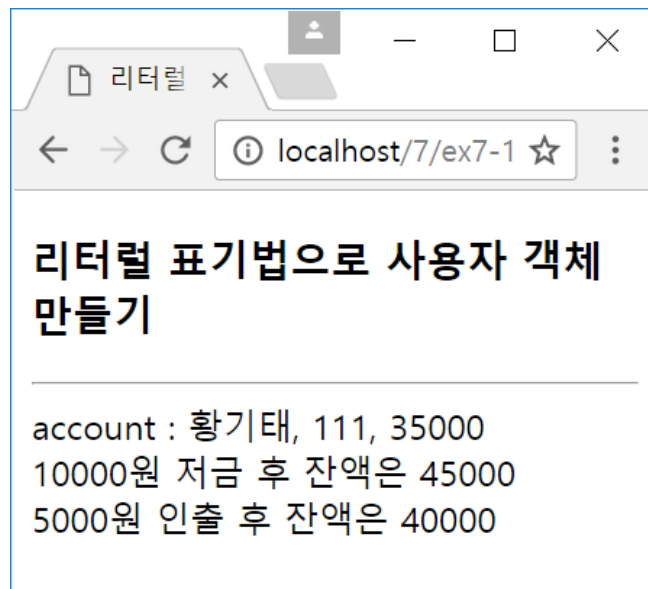 리터럴
localhost/7/ex7-1
리터럴 표기법으로 사용자 객체
만들기
account : 황기태, 111, 35000
10000원 저금 후 잔액은 45000
5000원 인출 후 잔액은 40000